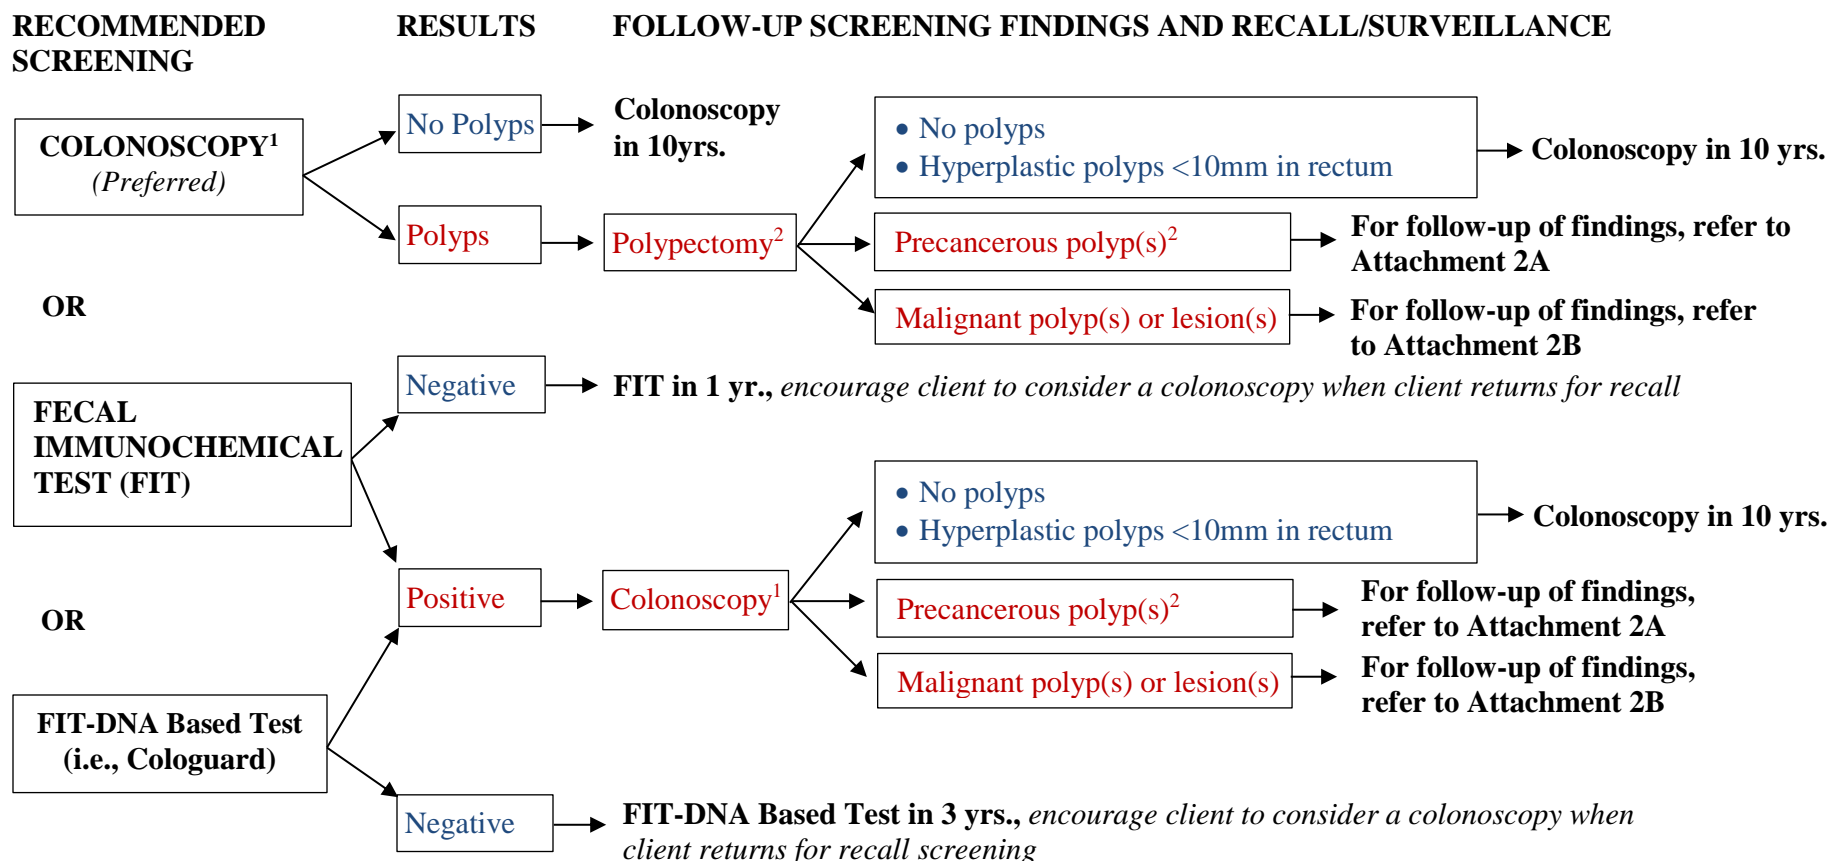 RECOMMENDED SCREENING
RESULTS
FOLLOW-UP SCREENING FINDINGS AND RECALL/SURVEILLANCE
COLONOSCOPY¹
(Preferred)
No Polyps
Colonoscopy
in 10yrs.
• No polyps
• Hyperplastic polyps <10mm in rectum
Colonoscopy in 10 yrs.
Polyps
Polypectomy²
Precancerous polyp(s)²
For follow-up of findings, refer to
Attachment 2A
Malignant polyp(s) or lesion(s)
For follow-up of findings, refer
to Attachment 2B
OR
FECAL
IMMUNOCHEMICAL
TEST (FIT)
Negative
FIT in 1 yr., encourage client to consider a colonoscopy when client returns for recall
Positive
Colonoscopy¹
• No polyps
• Hyperplastic polyps <10mm in rectum
Colonoscopy in 10 yrs.
Precancerous polyp(s)²
For follow-up of findings,
refer to Attachment 2A
Malignant polyp(s) or lesion(s)
For follow-up of findings,
refer to Attachment 2B
OR
FIT-DNA Based Test
(i.e., Cologuard)
Negative
FIT-DNA Based Test in 3 yrs., encourage client to consider a colonoscopy when
client returns for recall screening